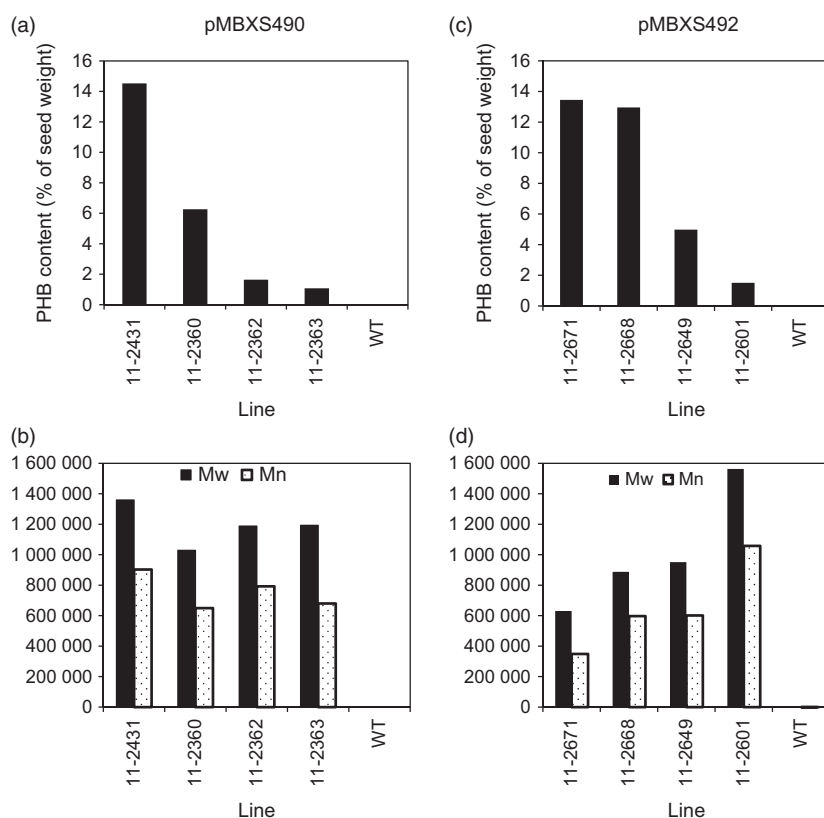 (a)
pMBXS490
PHB content (% of seed weight)
16
14
12
10
8
6
4
2
0
11-2431
11-2360
11-2362
11-2363
WT
Line
(c)
pMBXS492
PHB content (% of seed weight)
16
14
12
10
8
6
4
2
0
11-2671
11-2668
11-2649
11-2601
WT
Line
(b)
1 600 000
1 400 000
1 200 000
1 000 000
800 000
600 000
400 000
200 000
0
Mw Mn
11-2431
11-2360
11-2362
11-2363
WT
Line
(d)
1 600 000
1 400 000
1 200 000
1 000 000
800 000
600 000
400 000
200 000
0
Mw Mn
11-2671
11-2668
11-2649
11-2601
WT
Line